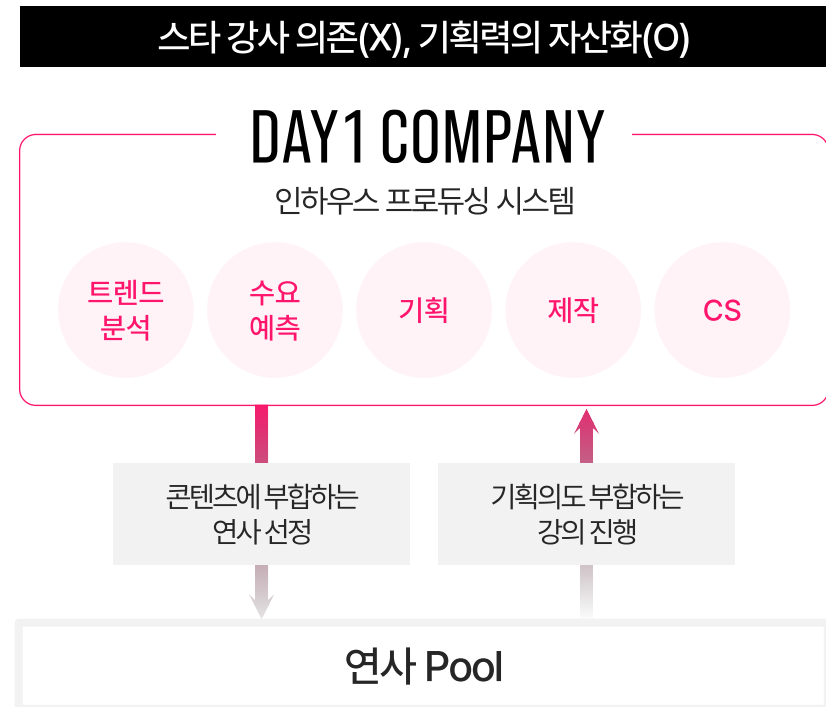 스타 강사 의존(X), 기획력의 자산화(O)
DAY1 COMPANY
인하우스 프로듀싱 시스템
트렌드
분석
수요
예측
기획
제작
CS
콘텐츠에 부합하는
연사 선정
기획의도 부합하는
강의 진행
연사 Pool